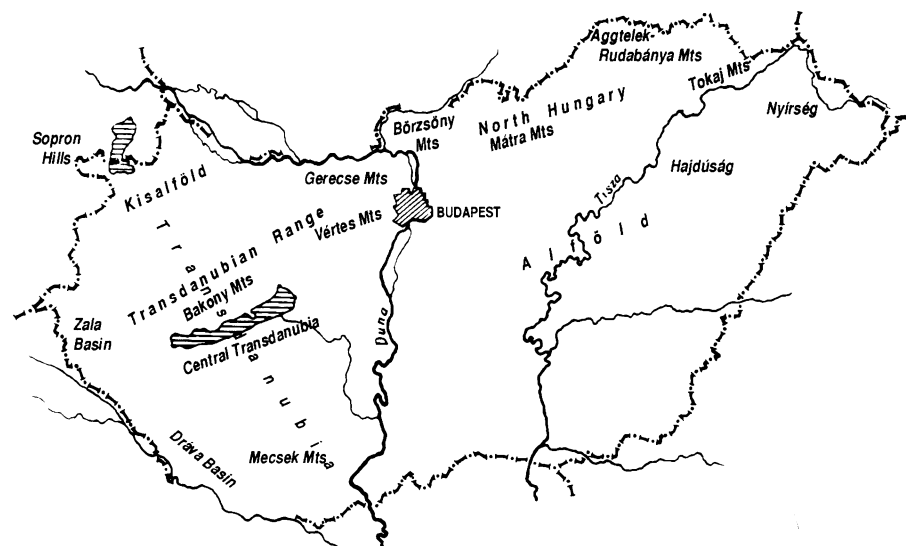 Aggtelek-
Rudabánya Mts
Tokaj Mts
North Hungary
Nyírség
Börzsöny
Mts
Mátra Mts
Sopron
Hills
Hajdúság
Kisalföld
Gerecse Mts
Tisza
BUDAPEST
Vértes Mts
Transdanubian Range
Alföld
Transdanubia
Bakony Mts
Zala
Basin
Duna
Central Transdanubia
Dráva Basin
Mecsek Mts